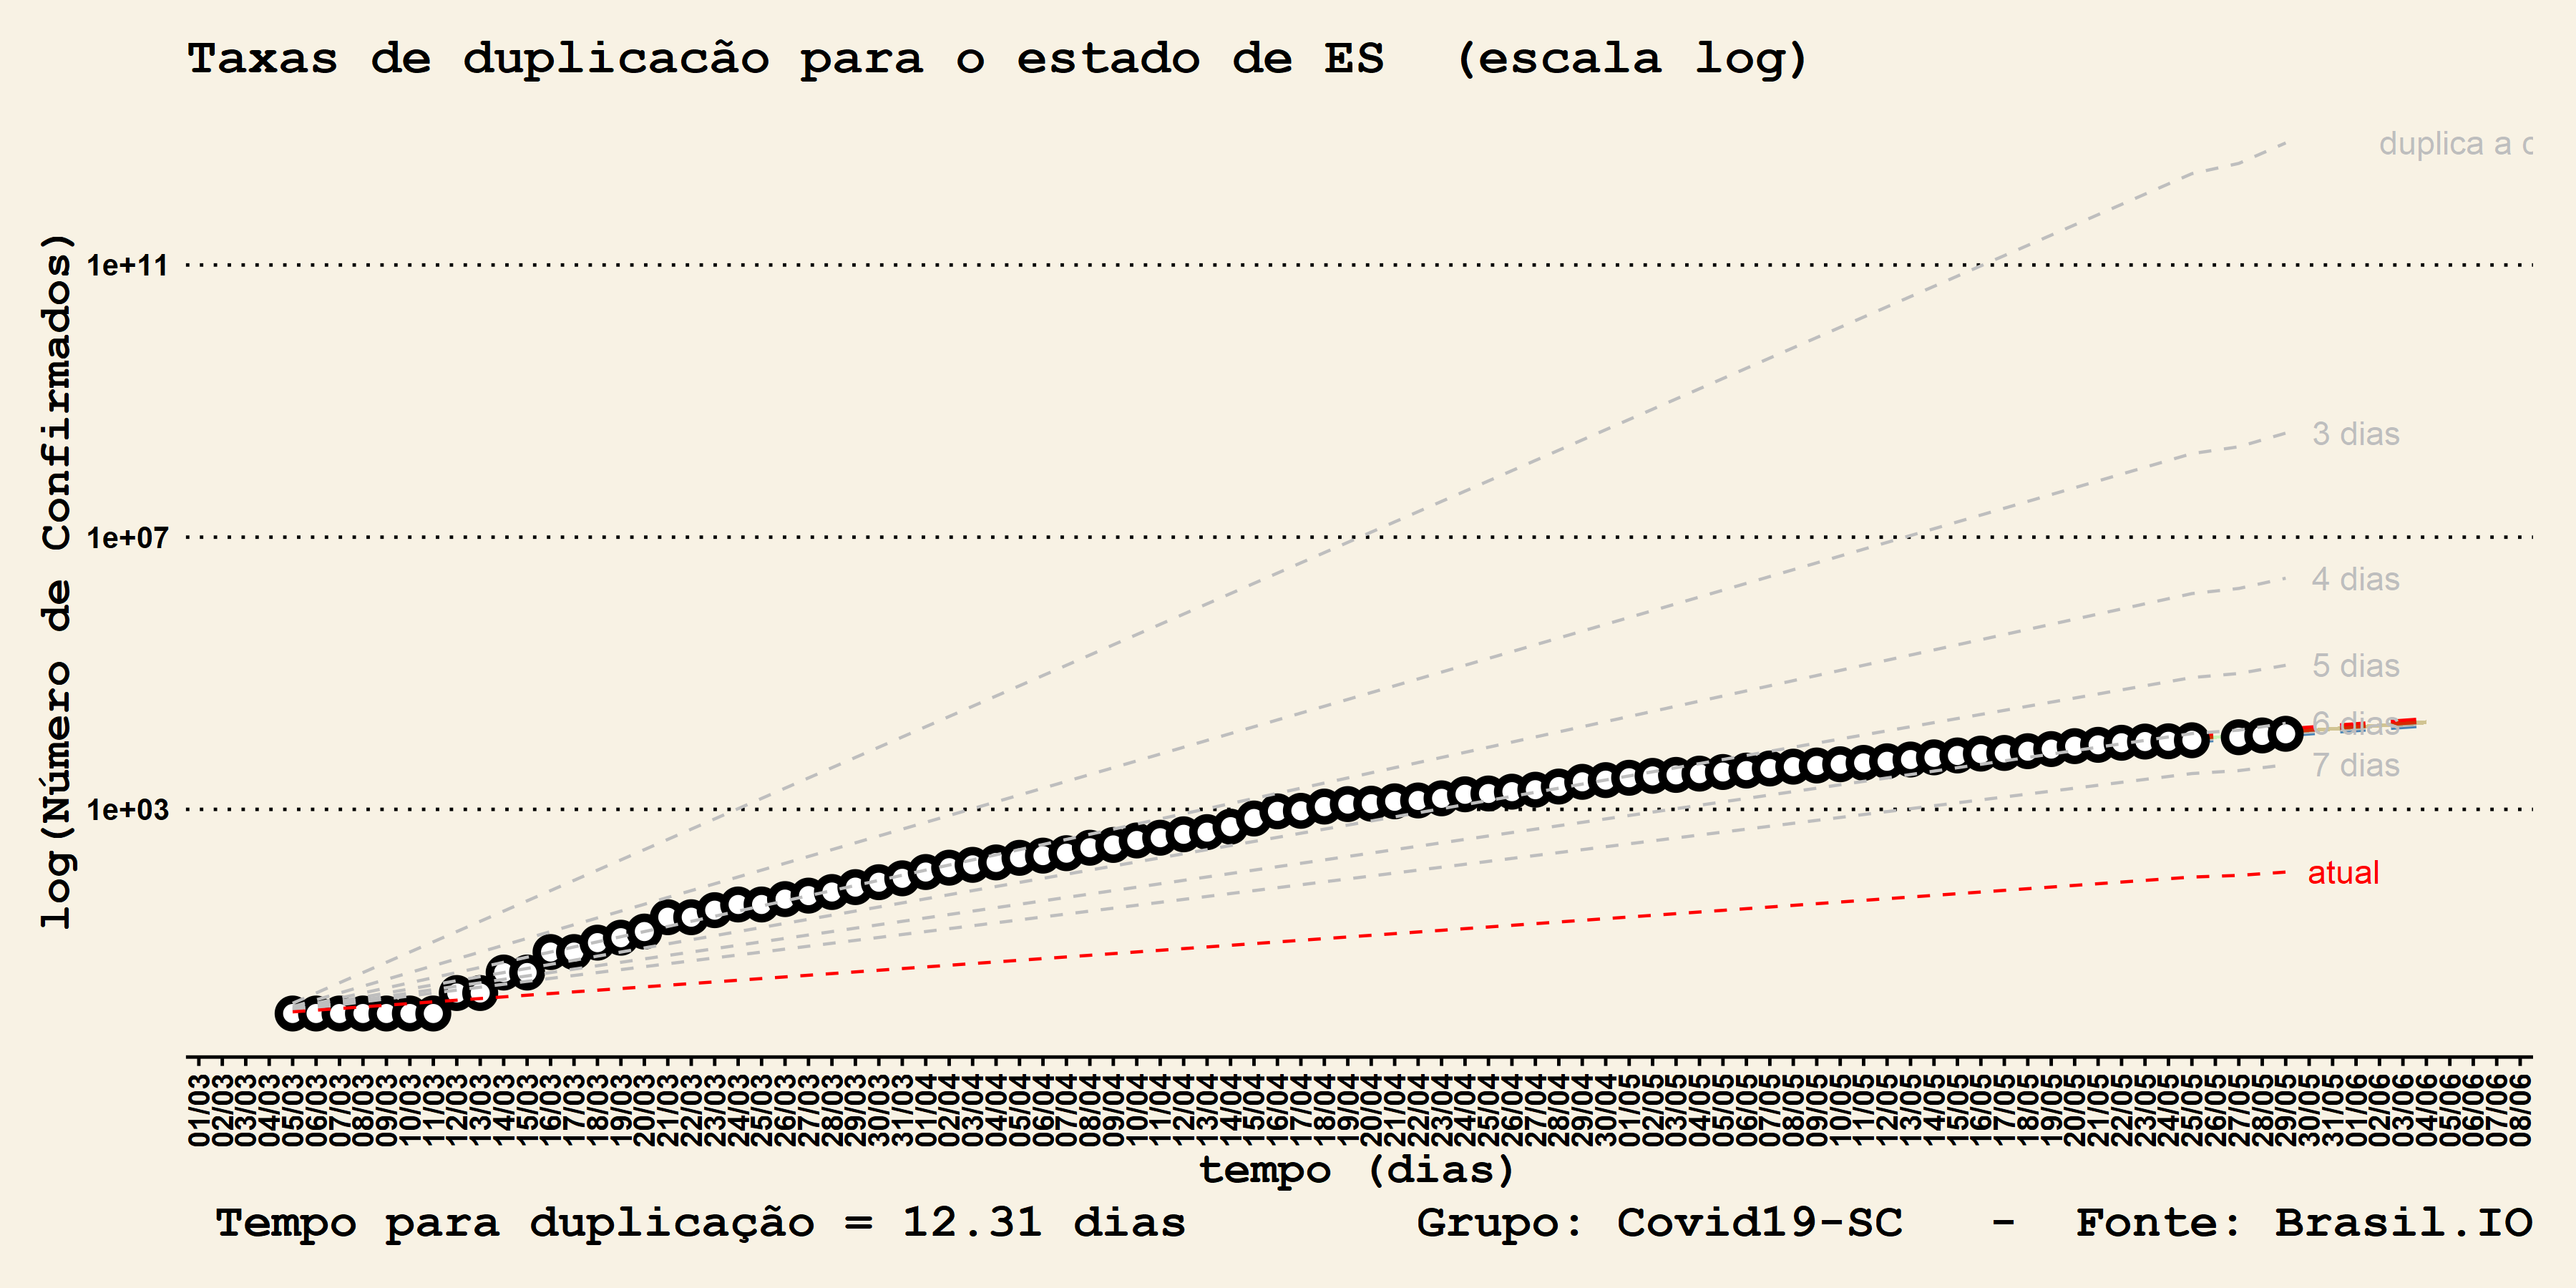 Taxas de duplicacão para o estado de ES (escala log)
log(Número de Confirmados)
1e+11
1e+07
1e+03
duplica a c
3 dias
4 dias
5 dias
6 dias
7 dias
atual
01/03 02/03 03/03 04/03 05/03 06/03 07/03 08/03 09/03 10/03 11/03 12/03 13/03 14/03 15/03 16/03 17/03 18/03 19/03 20/03 21/03 22/03 23/03 24/03 25/03 26/03 27/03 28/03 29/03 30/03 31/03 01/04 02/04 03/04 04/04 05/04 06/04 07/04 08/04 09/04 10/04 11/04 12/04 13/04 14/04 15/04 16/04 17/04 18/04 19/04 20/04 21/04 22/04 23/04 24/04 25/04 26/04 27/04 28/04 29/04 30/04 01/05 02/05 03/05 04/05 05/05 06/05 07/05 08/05 09/05 10/05 11/05 12/05 13/05 14/05 15/05 16/05 17/05 18/05 19/05 20/05 21/05 22/05 23/05 24/05 25/05 26/05 27/05 28/05 29/05 30/05 31/05 01/06 02/06 03/06 04/06 05/06 06/06 07/06 08/06
tempo (dias)
Tempo para duplicação = 12.31 dias Grupo: Covid19-SC - Fonte: Brasil.IO